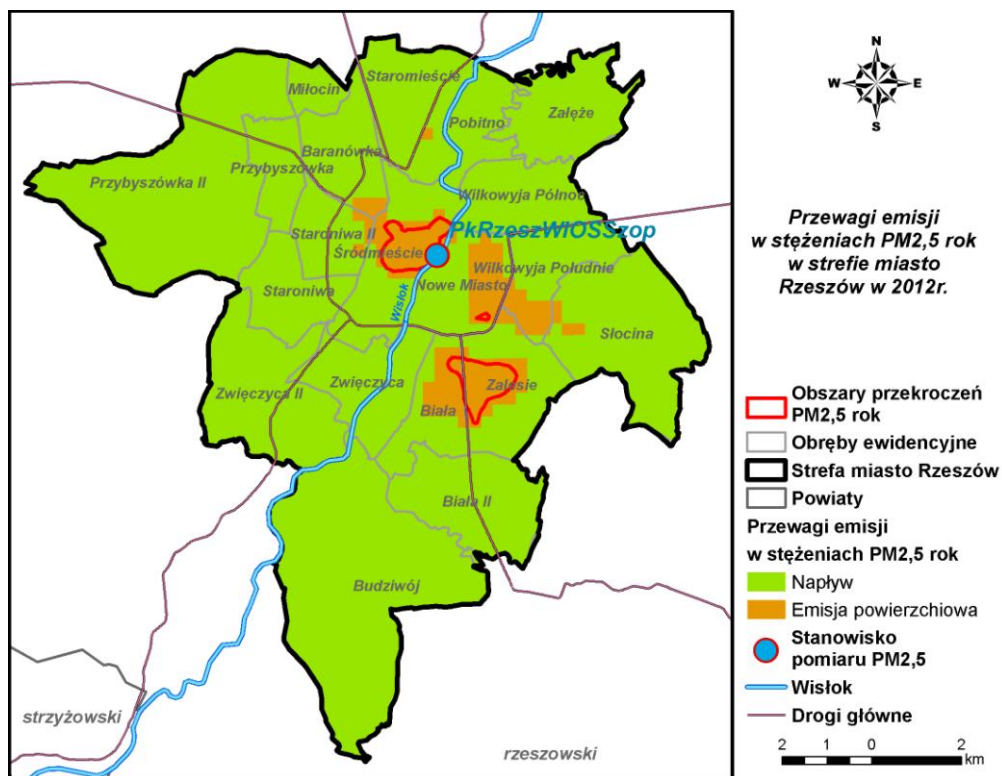 Staromieście
Miłocin
Pobitno
Załęże
Baranówka
Przybyszówka
Przybyszówka II
Wilkowyja Północ
Staroniwa II
PkRzeszWIOSSzop
Śródmieście
Wilkowyja Południe
Staroniwa
Nowe Miasto
Wisłok
Słocina
Zwięczyca
Zwięczyca II
Zalesie
Biała
Biała II
Budziwój
strzyżowski
rzeszowski
N
W E
S
Przewagi emisji
w stężeniach PM2,5 rok
w strefie miasto
Rzeszów w 2012r.
Obszary przekroczeń
PM2,5 rok
Obręby ewidencyjne
Strefa miasto Rzeszów
Powiaty
Przewagi emisji
w stężeniach PM2,5 rok
Napływ
Emisja powierzchiowa
Stanowisko
pomiaru PM2,5
Wisłok
Drogi główne
2 1 0 2
km